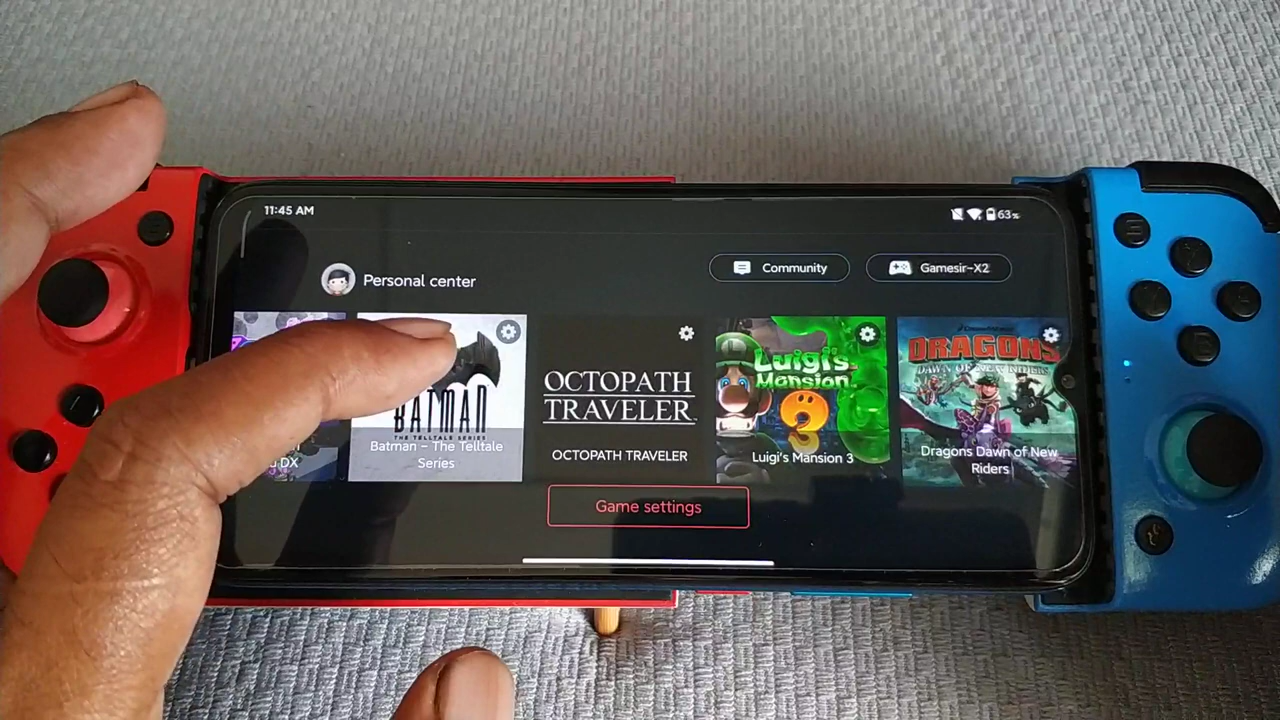 11:45 AM
63%
Personal center
Community
Gamesir-X2
BATMAN
THE TELLTALE SERIES
Batman - The Telltale
Series
OCTOPATH
TRAVELER
OCTOPATH TRAVELER
Luigi's
Mansion
3
Luigi's Mansion 3
DRAGONS
DAWN OF NEW RIDERS
Dragons Dawn of New
Riders
DX
Game settings